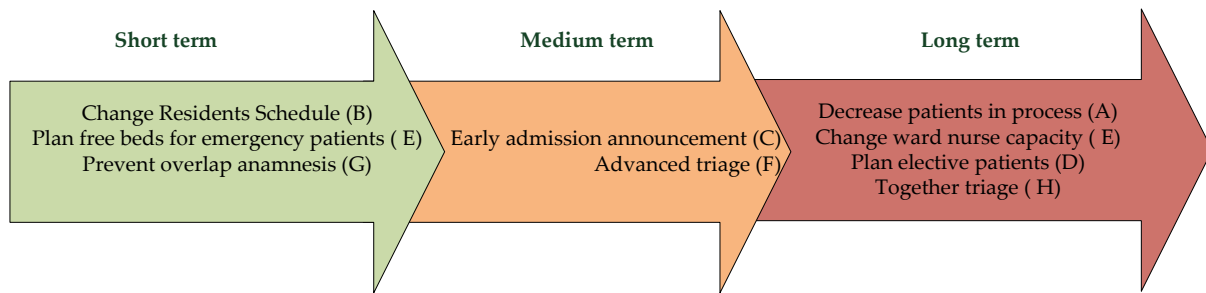 Short term
Change Residents Schedule (B)
Plan free beds for emergency patients ( E)
Prevent overlap anamnesis (G)
Medium term
Early admission announcement (C)
Advanced triage (F)
Long term
Decrease patients in process (A)
Change ward nurse capacity ( E)
Plan elective patients (D)
Together triage ( H)